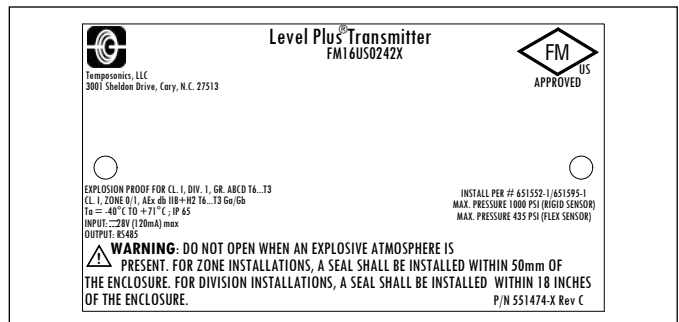 Level Plus® Transmitter
FM16US0242X
FM
US
APPROVED
Temposonics, LLC
3001 Sheldon Drive, Cary, N.C. 27513
EXPLOSION PROOF FOR CL. I, DIV. 1, GR. ABCD T6...T3
CL. I, ZONE 0/1, AEx db IIB+H2 T6...T3 Ga/Gb
Ta = -40°C TO +71°C ; IP 65
INPUT: ⎓28V (120mA) max
OUTPUT: RS485
INSTALL PER # 651552-1/651595-1
MAX. PRESSURE 1000 PSI (RIGID SENSOR)
MAX. PRESSURE 435 PSI (FLEX SENSOR)
WARNING: DO NOT OPEN WHEN AN EXPLOSIVE ATMOSPHERE IS
PRESENT. FOR ZONE INSTALLATIONS, A SEAL SHALL BE INSTALLED WITHIN 50mm OF
THE ENCLOSURE. FOR DIVISION INSTALLATIONS, A SEAL SHALL BE INSTALLED WITHIN 18 INCHES
OF THE ENCLOSURE.
P/N 551474-X Rev C